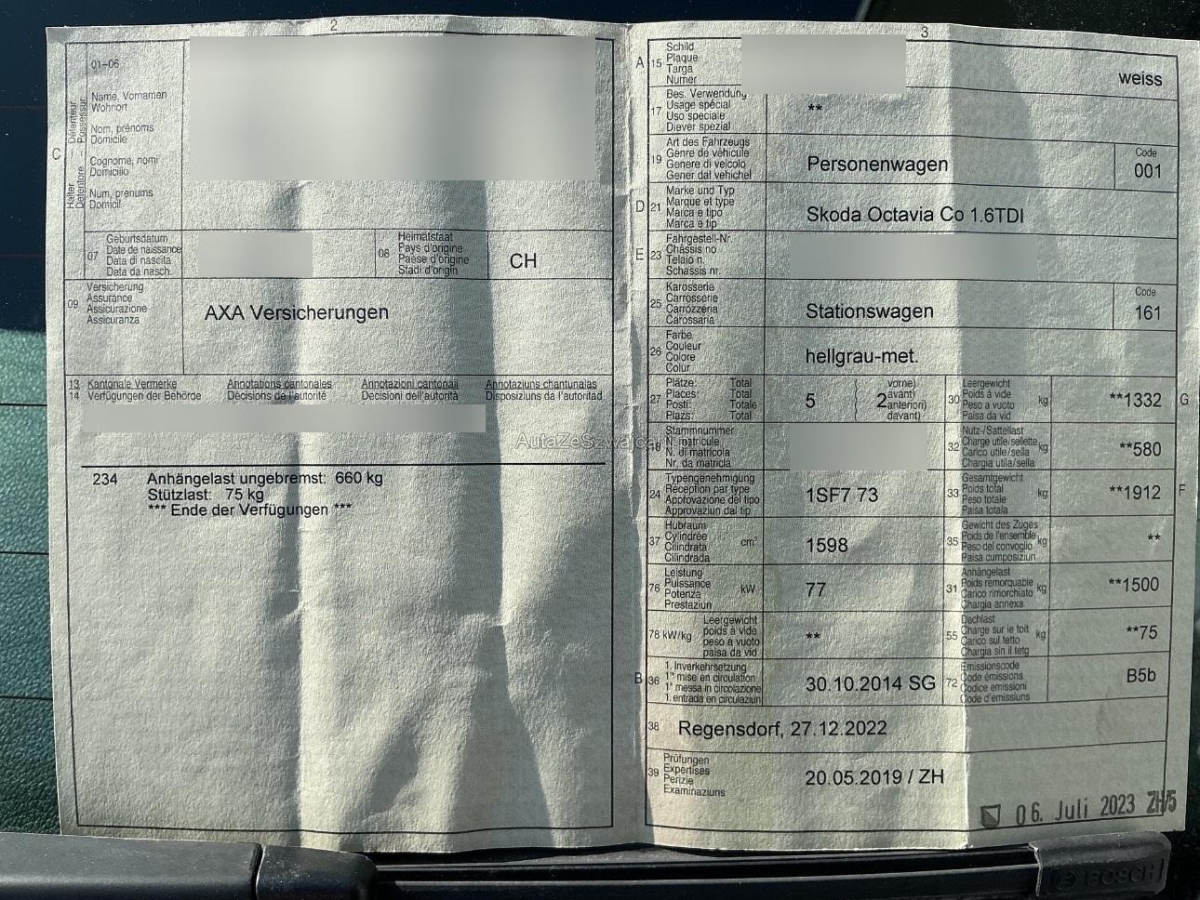 2
01-06
Name, Vornamen
Wohnort
Nom, prénoms
Domicile
Cognome, nomi
Domicilio
Num, prenums
Domicil
C
Halter Détenteur
Detentore Possessur
07
Geburtsdatum
Date de naissance
Data di nascita
Data da nasch.
08
Heimatstaat
Pays d'origine
Paese d'origine
Stadi d'origin
CH
09
Versicherung
Assurance
Assicurazione
Assicuranza
AXA Versicherungen
13 Kantonale Vermerke Annotations cantonales Annotazioni cantonali Annotaziuns chantunalas
14 Verfügungen der Behörde Décisions de l'autorité Decisioni dell'autorità Disposiziuns da l'autoritad
234 Anhängelast ungebremst: 660 kg
Stützlast: 75 kg
*** Ende der Verfügungen ***
3
A 15
Schild
Plaque
Targa
Numer
weiss
17
Bes. Verwendung
Usage spécial
Uso speciale
Diever spezial
**
19
Art des Fahrzeugs
Genre de véhicule
Genere di veicolo
Gener dal vehichel
Personenwagen
Code
001
D 21
Marke und Typ
Marque et type
Marca e tipo
Marca e tip
Skoda Octavia Co 1.6TDI
E 23
Fahrgestell-Nr.
Châssis no
Telaio n.
Schassis nr.
25
Karosserie
Carrosserie
Carrozzeria
Carossaria
Stationswagen
Code
161
26
Farbe
Couleur
Colore
Colur
hellgrau-met.
27
Plätze: Total
Places: Total
Posti: Totale
Plazs: Total
5
2
vorne)
avant)
anteriori)
davant)
30
Leergewicht
Poids à vide
Peso a vuoto
Paisa da vid
kg
**1332
G
18
Stammnummer
N. matricule
N. di matricola
Nr. da matricla
32
Nutz-/Sattellast
Charge utile/sellette
Carico utile/sella
Chargia utila/sella
kg
**580
24
Typengenehmigung
Réception par type
Approvazione del tipo
Approvaziun dal tip
1SF7 73
33
Gesamtgewicht
Poids total
Peso totale
Paisa totala
kg
**1912
F
37
Hubraum
Cylindrée
Cilindrata
Cilindrada
cm³
1598
35
Gewicht des Zuges
Poids de l'ensemble
Peso del convoglio
Paisa cumposiziun
kg
**
76
Leistung
Puissance
Potenza
Prestaziun
kW
77
31
Anhängelast
Poids remorquable
Carico rimorchiato
Chargia annexa
kg
**1500
78 kW/kg
Leergewicht
poids à vide
peso a vuoto
paisa da vid
**
55
Dachlast
Charge sur le toit
Carico sul tetto
Chargia sin il tetg
kg
**75
B 36
1. Inverkehrsetzung
1re mise en circulation
1a messa in circolazione
1. entrada en circulaziun
30.10.2014 SG
72
Emissionscode
Code émissions
Codice emissioni
Code d'emissiuns
B5b
38 Regensdorf, 27.12.2022
39
Prüfungen
Expertises
Perizie
Examinaziuns
20.05.2019 / ZH
06. Juli 2023 ZH/5
BOSCH